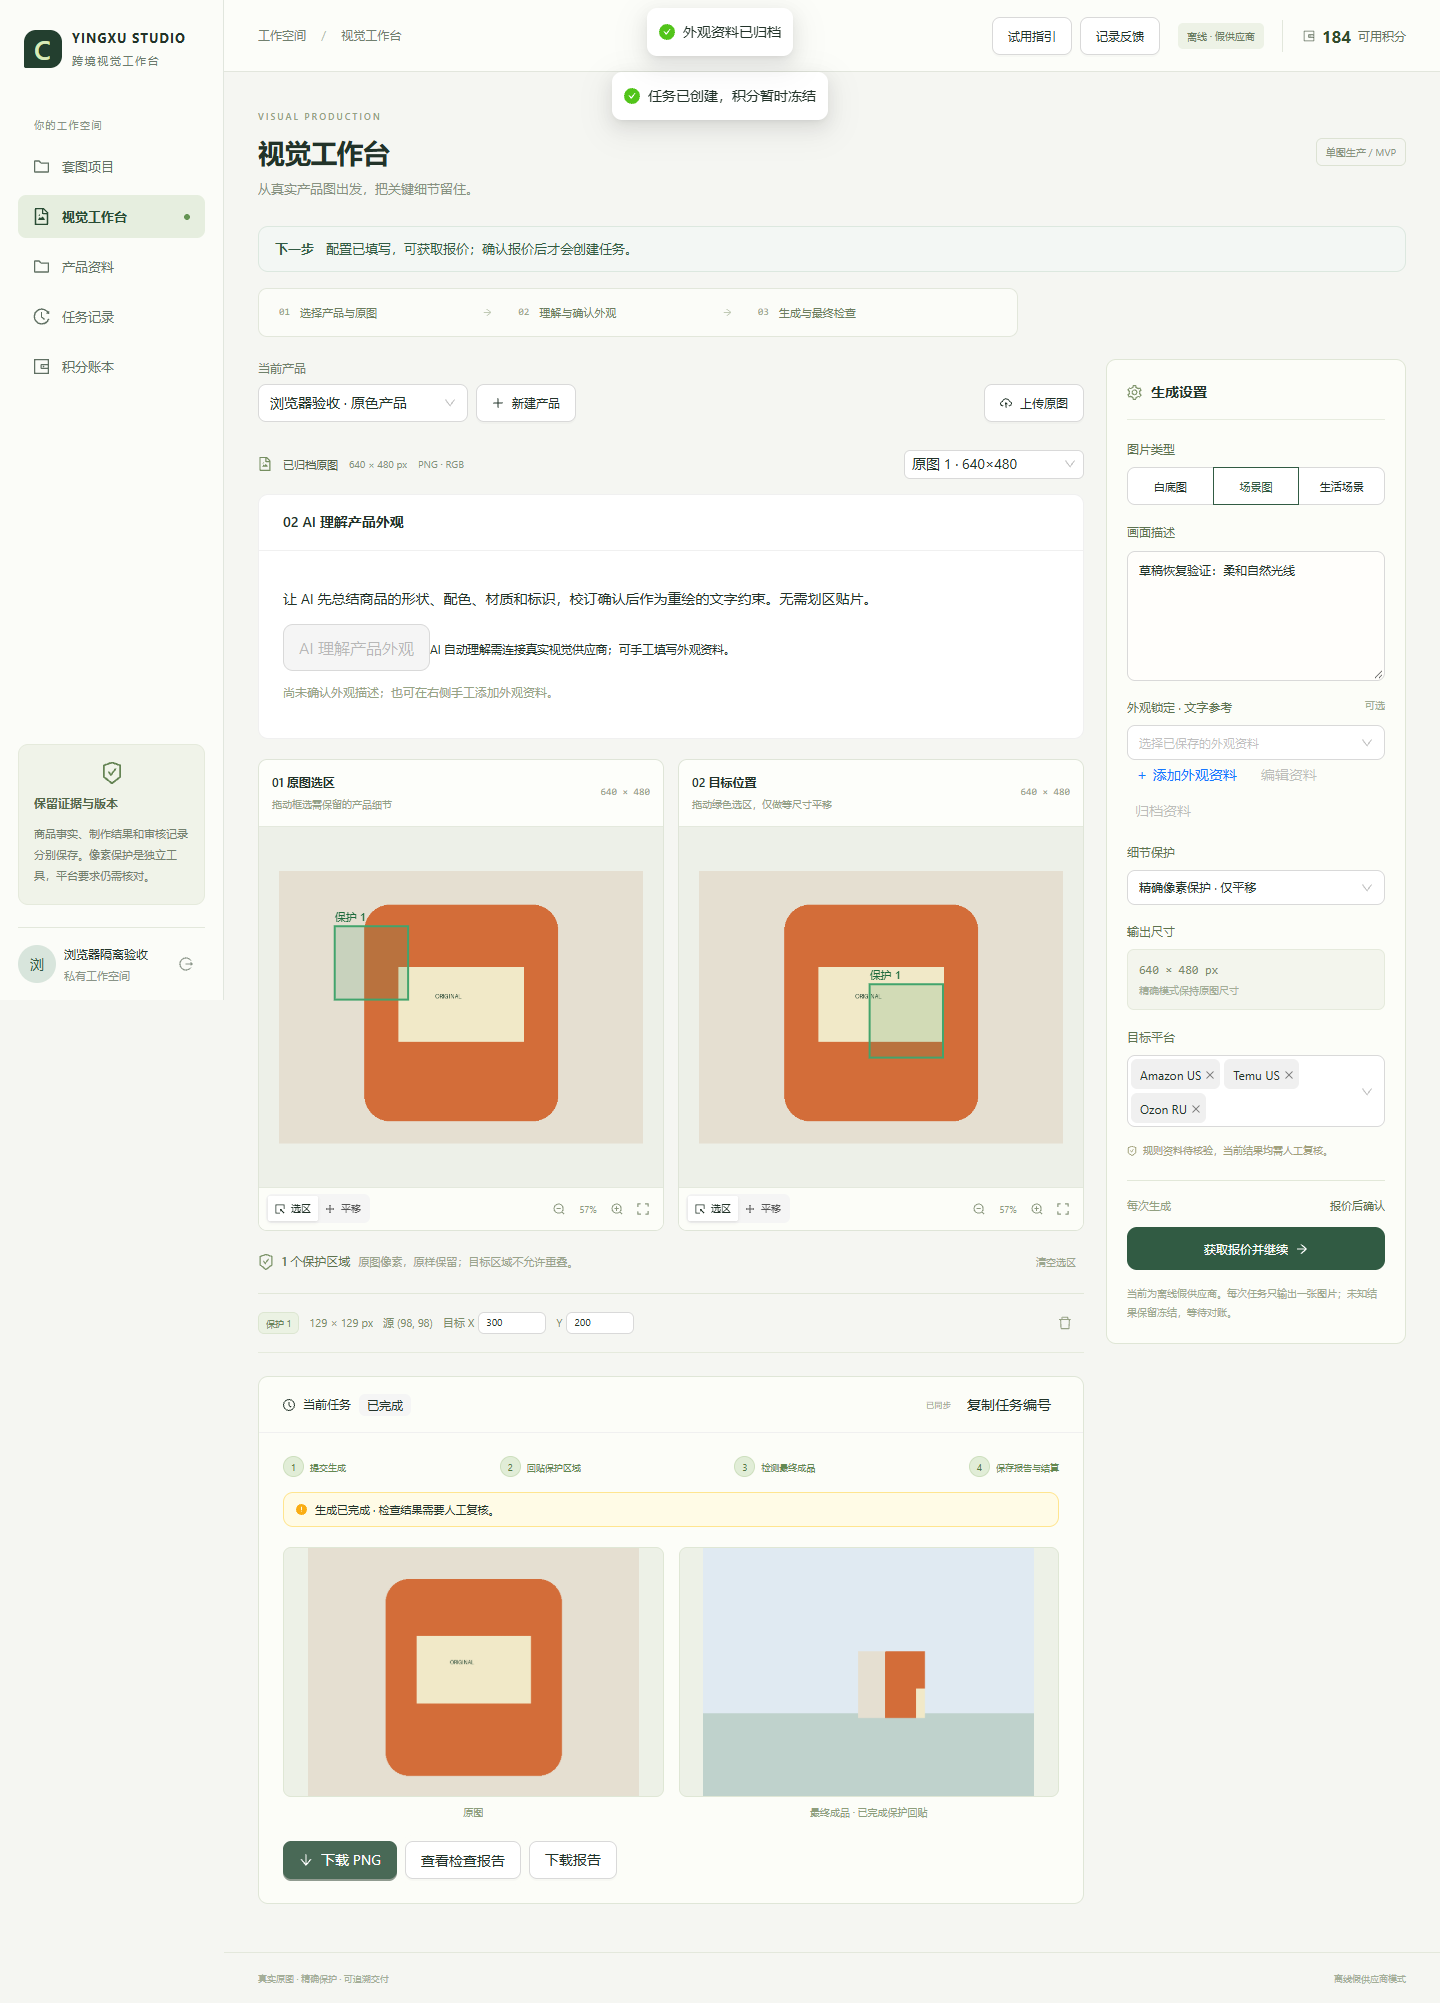 YINGXU STUDIO
跨境视觉工作台
工作空间 / 视觉工作台
外观资料已归档
试用指引
记录反馈
离线 · 假供应商
184 可用积分
任务已创建，积分暂时冻结
你的工作空间
套图项目
视觉工作台
产品资料
任务记录
积分账本
保留证据与版本
商品事实、制作结果和审核记录
分别保存。像素保护是独立工
具，平台要求仍需核对。
浏
浏览器隔离验收
私有工作空间
VISUAL PRODUCTION
视觉工作台
从真实产品图出发，把关键细节留住。
单图生产 / MVP
下一步 配置已填写，可获取报价；确认报价后才会创建任务。
01 选择产品与原图 → 02 理解与确认外观 → 03 生成与最终检查
当前产品
浏览器验收 · 原色产品
+ 新建产品
上传原图
已归档原图 640 × 480 px PNG · RGB
原图 1 · 640×480
02 AI 理解产品外观
让 AI 先总结商品的形状、配色、材质和标识，校订确认后作为重绘的文字约束。无需划区贴片。
AI 理解产品外观
AI 自动理解需连接真实视觉供应商；可手工填写外观资料。
尚未确认外观描述；也可在右侧手工添加外观资料。
01 原图选区
拖动框选需保留的产品细节
640 × 480
保护 1
ORIGINAL
选区
平移
57%
02 目标位置
拖动绿色选区，仅做等尺寸平移
640 × 480
保护 1
ORIGINAL
选区
平移
57%
1 个保护区域 原图像素，原样保留；目标区域不允许重叠。
清空选区
保护 1 129 × 129 px 源 (98, 98) 目标 X 300 Y 200
当前任务 已完成
已同步
复制任务编号
1 提交生成
2 回贴保护区域
3 检测最终成品
4 保存报告与结算
生成已完成 · 检查结果需要人工复核。
ORIGINAL
原图
最终成品 · 已完成保护回贴
下载 PNG
查看检查报告
下载报告
生成设置
图片类型
白底图
场景图
生活场景
画面描述
草稿恢复验证：柔和自然光线
外观锁定 · 文字参考
可选
选择已保存的外观资料
+ 添加外观资料
编辑资料
归档资料
细节保护
精确像素保护 · 仅平移
输出尺寸
640 × 480 px
精确模式保持原图尺寸
目标平台
Amazon US ×
Temu US ×
Ozon RU ×
规则资料待核验，当前结果均需人工复核。
每次生成
报价后确认
获取报价并继续 →
当前为离线假供应商。每次任务只输出一张图片；未知结
果保留冻结，等待对账。
真实原图 · 精确保护 · 可追溯交付
离线假供应商模式